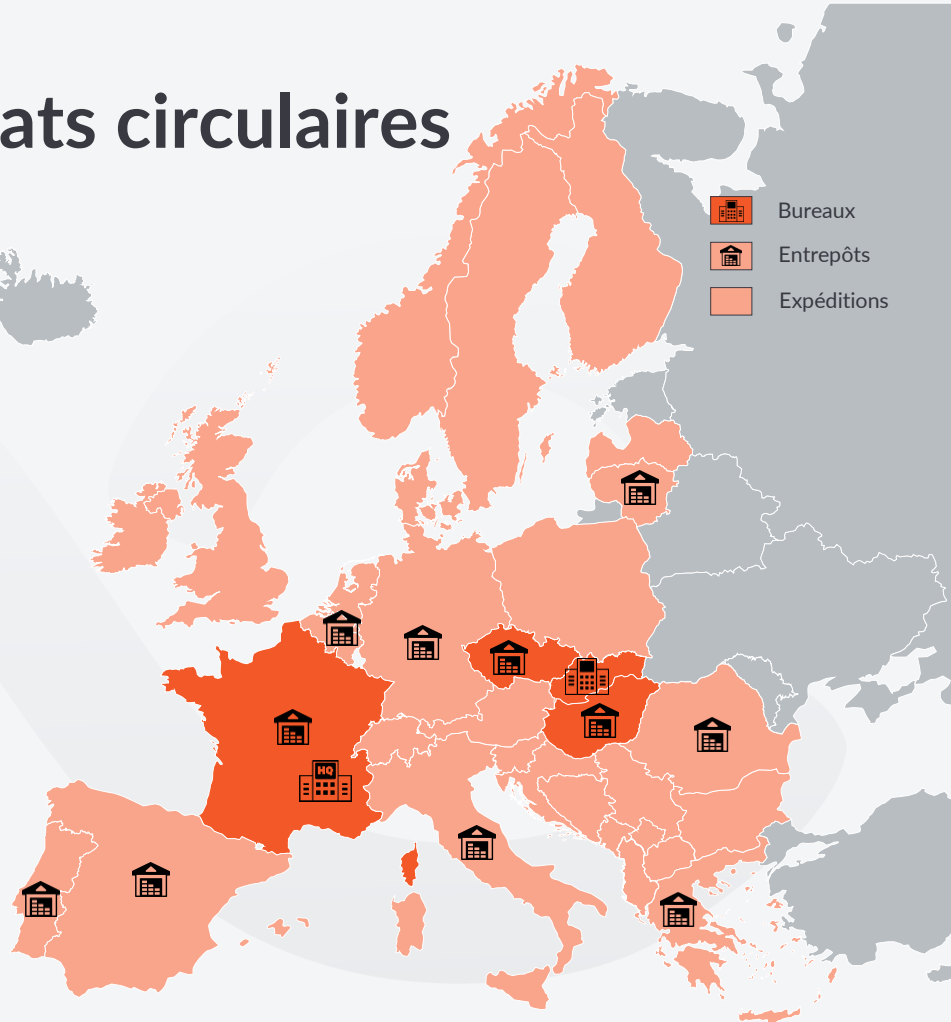 ats circulaires
Bureaux
Entrepôts
Expéditions
HQ